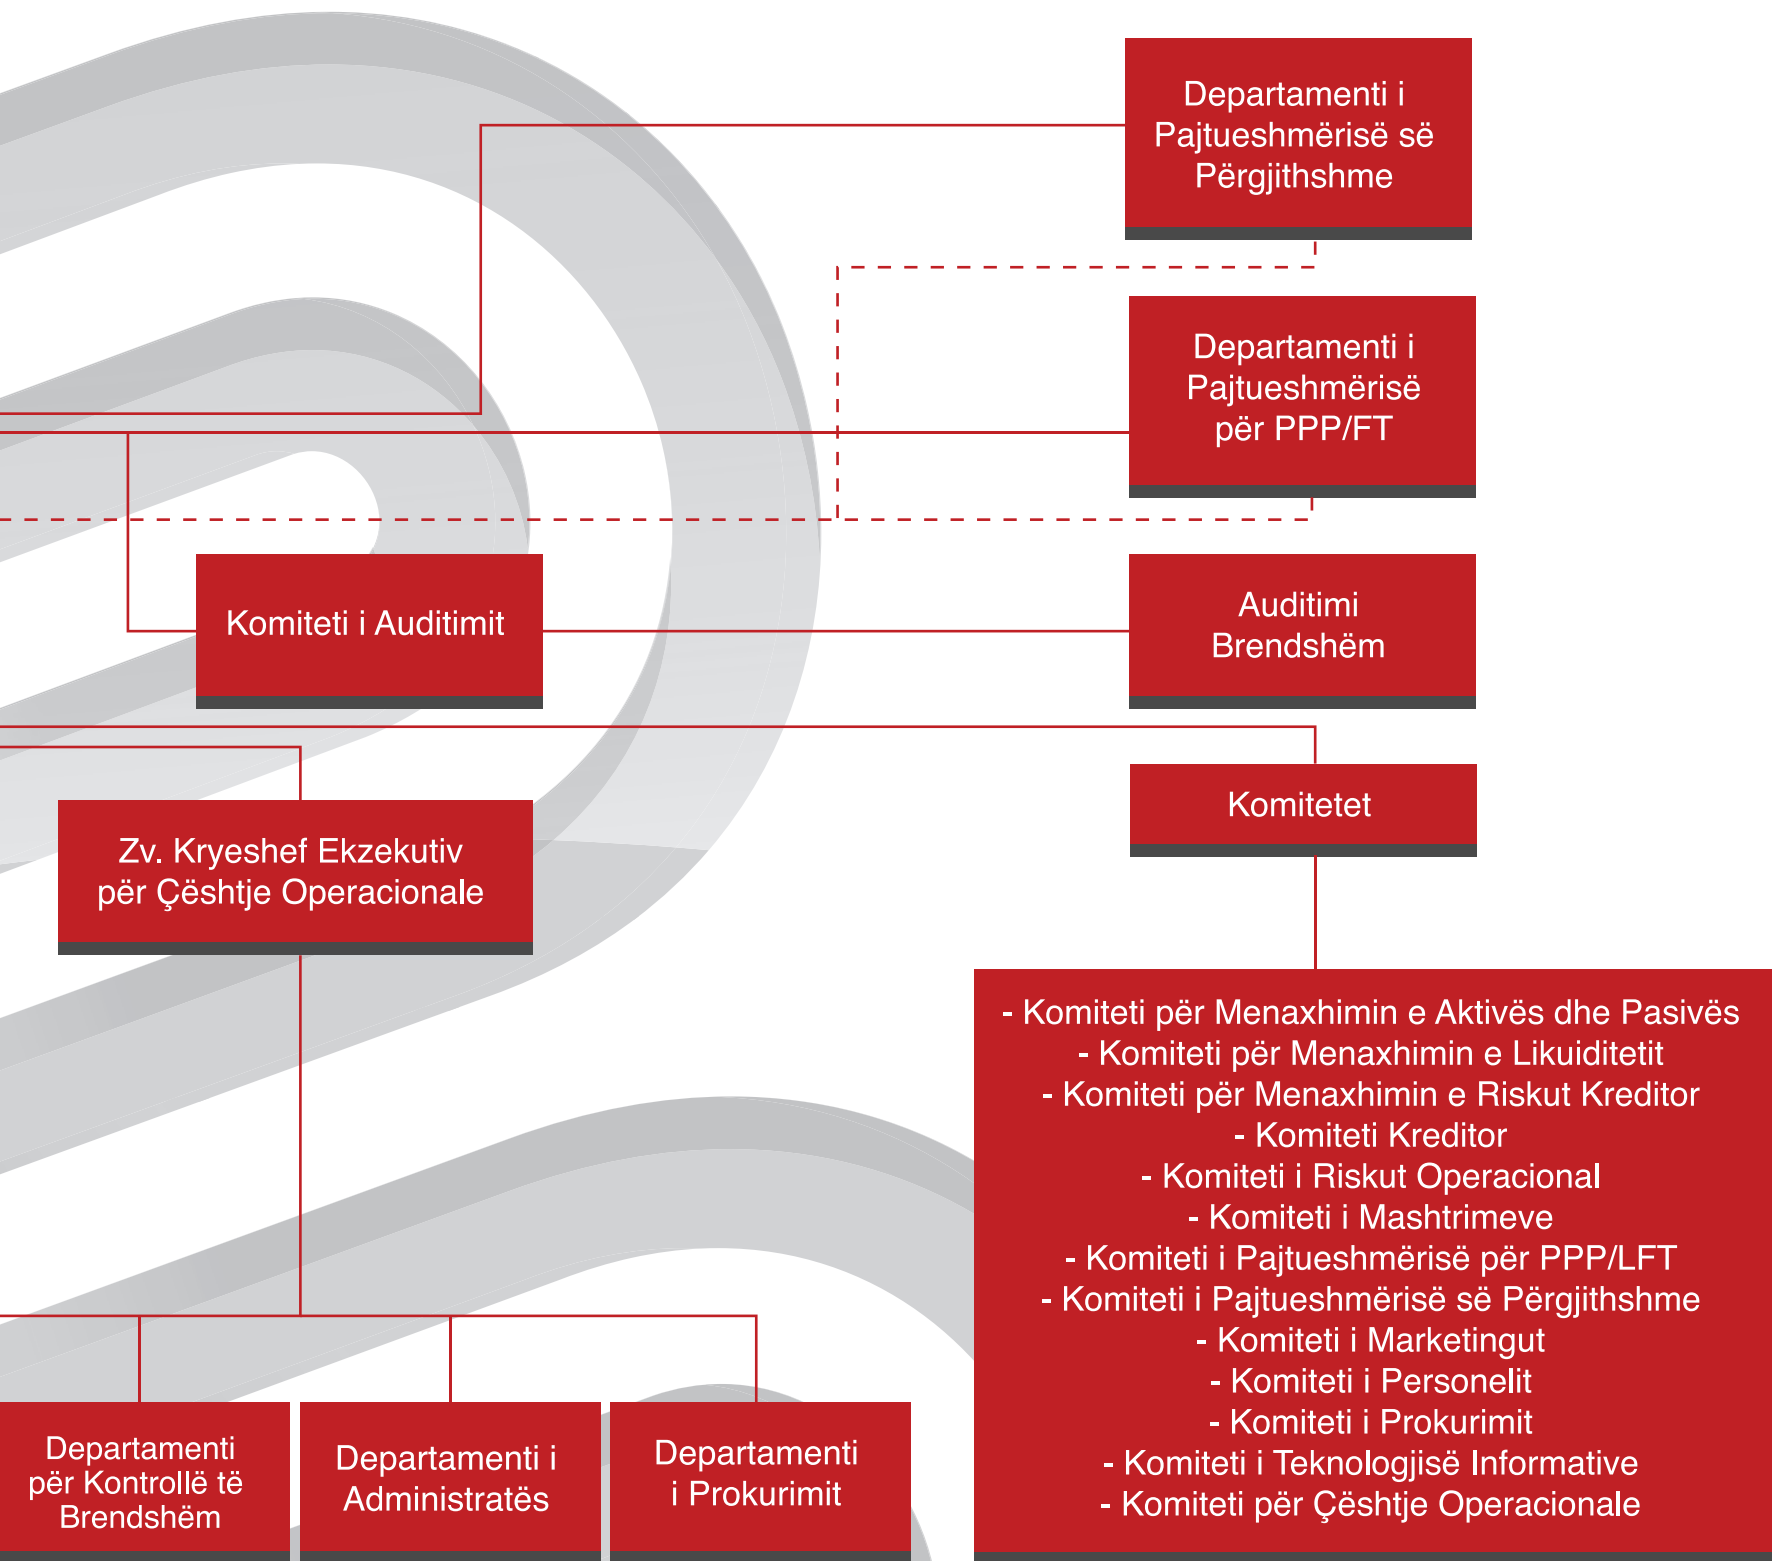 Departamenti i
Pajtueshmërisë së
Përgjithshme
Departamenti i
Pajtueshmërisë
për PPP/FT
Komiteti i Auditimit
Auditimi
Brendshëm
Zv. Kryeshef Ekzekutiv
për Çështje Operacionale
Komitetet
- Komiteti për Menaxhimin e Aktivës dhe Pasivës
- Komiteti për Menaxhimin e Likuiditetit
- Komiteti për Menaxhimin e Riskut Kreditor
- Komiteti Kreditor
- Komiteti i Riskut Operacional
- Komiteti i Mashtrimeve
- Komiteti i Pajtueshmërisë për PPP/LFT
- Komiteti i Pajtueshmërisë së Përgjithshme
- Komiteti i Marketingut
- Komiteti i Personelit
- Komiteti i Prokurimit
- Komiteti i Teknologjisë Informative
- Komiteti për Çështje Operacionale
Departamenti
për Kontrollë të
Brendshëm
Departamenti i
Administratës
Departamenti
i Prokurimit